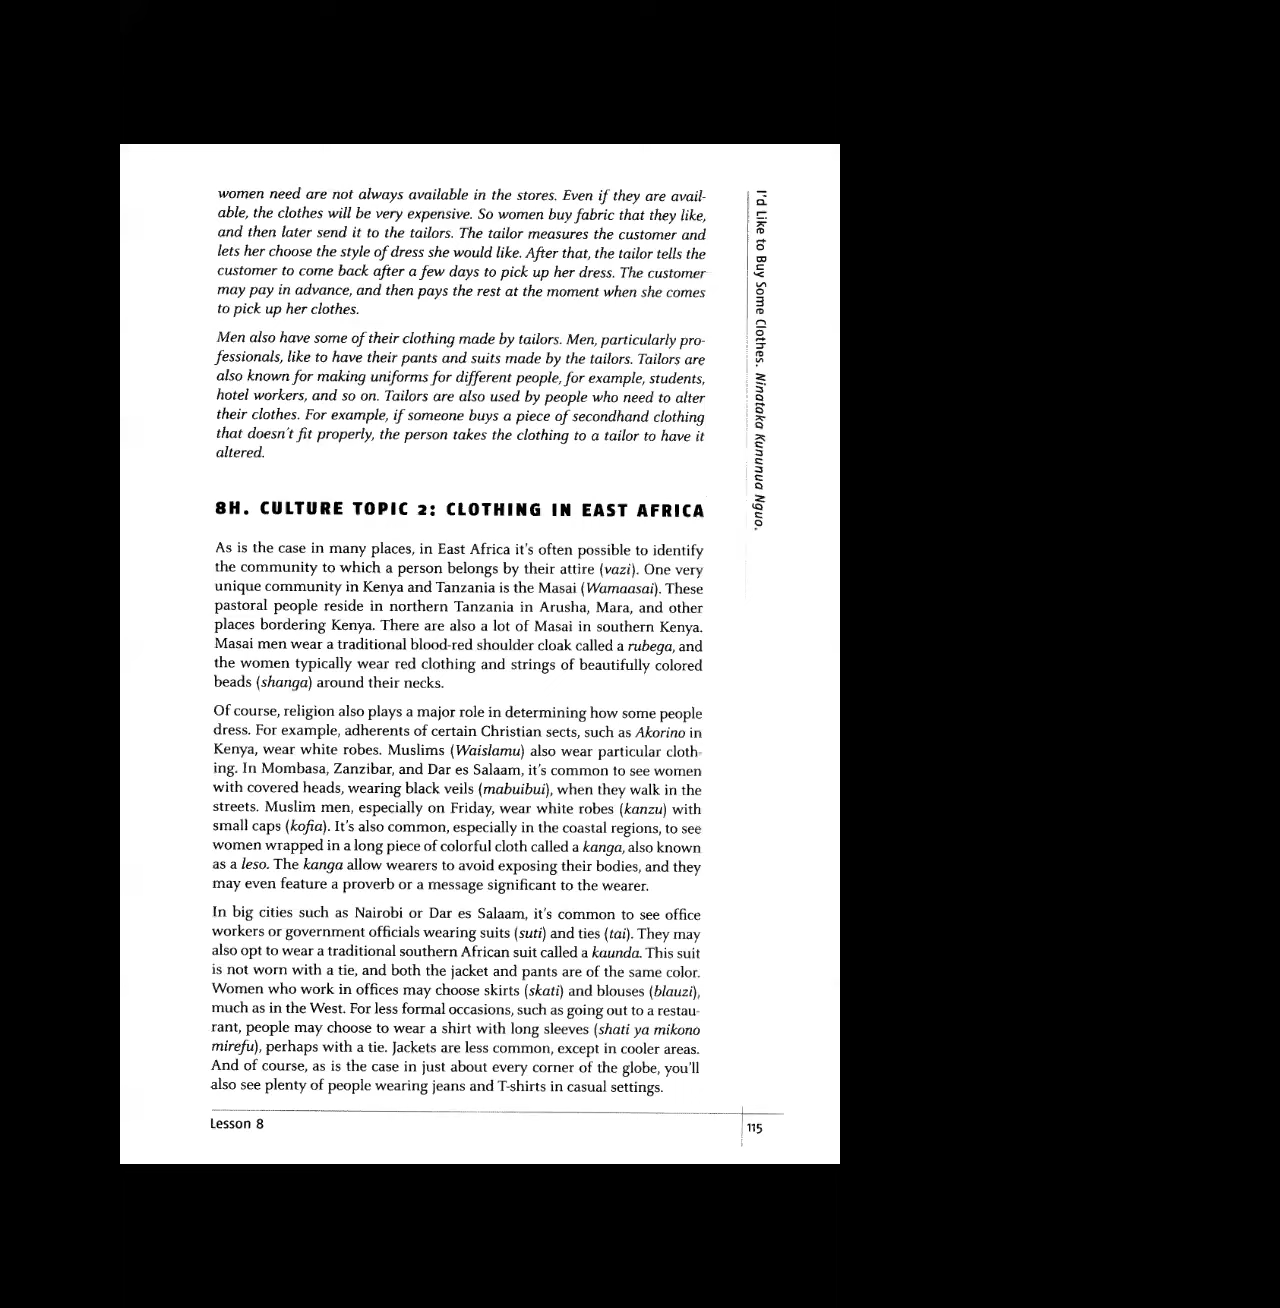 women need are not always available in the stores. Even if they are avail-
able, the clothes will be very expensive. So women buy fabric that they like,
and then later send it to the tailors. The tailor measures the customer and
lets her choose the style of dress she would like. After that, the tailor tells the
customer to come back after a few days to pick up her dress. The customer
may pay in advance, and then pays the rest at the moment when she comes
to pick up her clothes.
Men also have some of their clothing made by tailors. Men, particularly pro-
fessionals, like to have their pants and suits made by the tailors. Tailors are
also known for making uniforms for different people, for example, students,
hotel workers, and so on. Tailors are also used by people who need to alter
their clothes. For example, if someone buys a piece of secondhand clothing
that doesn't fit properly, the person takes the clothing to a tailor to have it
altered.
8H. CULTURE TOPIC 2: CLOTHING IN EAST AFRICA
As is the case in many places, in East Africa it's often possible to identify
the community to which a person belongs by their attire (vazi). One very
unique community in Kenya and Tanzania is the Masai (Wamaasai). These
pastoral people reside in northern Tanzania in Arusha, Mara, and other
places bordering Kenya. There are also a lot of Masai in southern Kenya.
Masai men wear a traditional blood-red shoulder cloak called a rubega, and
the women typically wear red clothing and strings of beautifully colored
beads (shanga) around their necks.
Of course, religion also plays a major role in determining how some people
dress. For example, adherents of certain Christian sects, such as Akorino in
Kenya, wear white robes. Muslims (Waislamu) also wear particular cloth-
ing. In Mombasa, Zanzibar, and Dar es Salaam, it's common to see women
with covered heads, wearing black veils (mabuibui), when they walk in the
streets. Muslim men, especially on Friday, wear white robes (kanzu) with
small caps (kofia). It's also common, especially in the coastal regions, to see
women wrapped in a long piece of colorful cloth called a kanga, also known
as a leso. The kanga allow wearers to avoid exposing their bodies, and they
may even feature a proverb or a message significant to the wearer.
In big cities such as Nairobi or Dar es Salaam, it's common to see office
workers or government officials wearing suits (suti) and ties (tai). They may
also opt to wear a traditional southern African suit called a kaunda. This suit
is not worn with a tie, and both the jacket and pants are of the same color.
Women who work in offices may choose skirts (skati) and blouses (blauzi),
much as in the West. For less formal occasions, such as going out to a restau-
rant, people may choose to wear a shirt with long sleeves (shati ya mikono
mirefu), perhaps with a tie. Jackets are less common, except in cooler areas.
And of course, as is the case in just about every corner of the globe, you'll
also see plenty of people wearing jeans and T-shirts in casual settings.
I'd Like to Buy Some Clothes. Ninataka Kununua Nguo.
Lesson 8
115